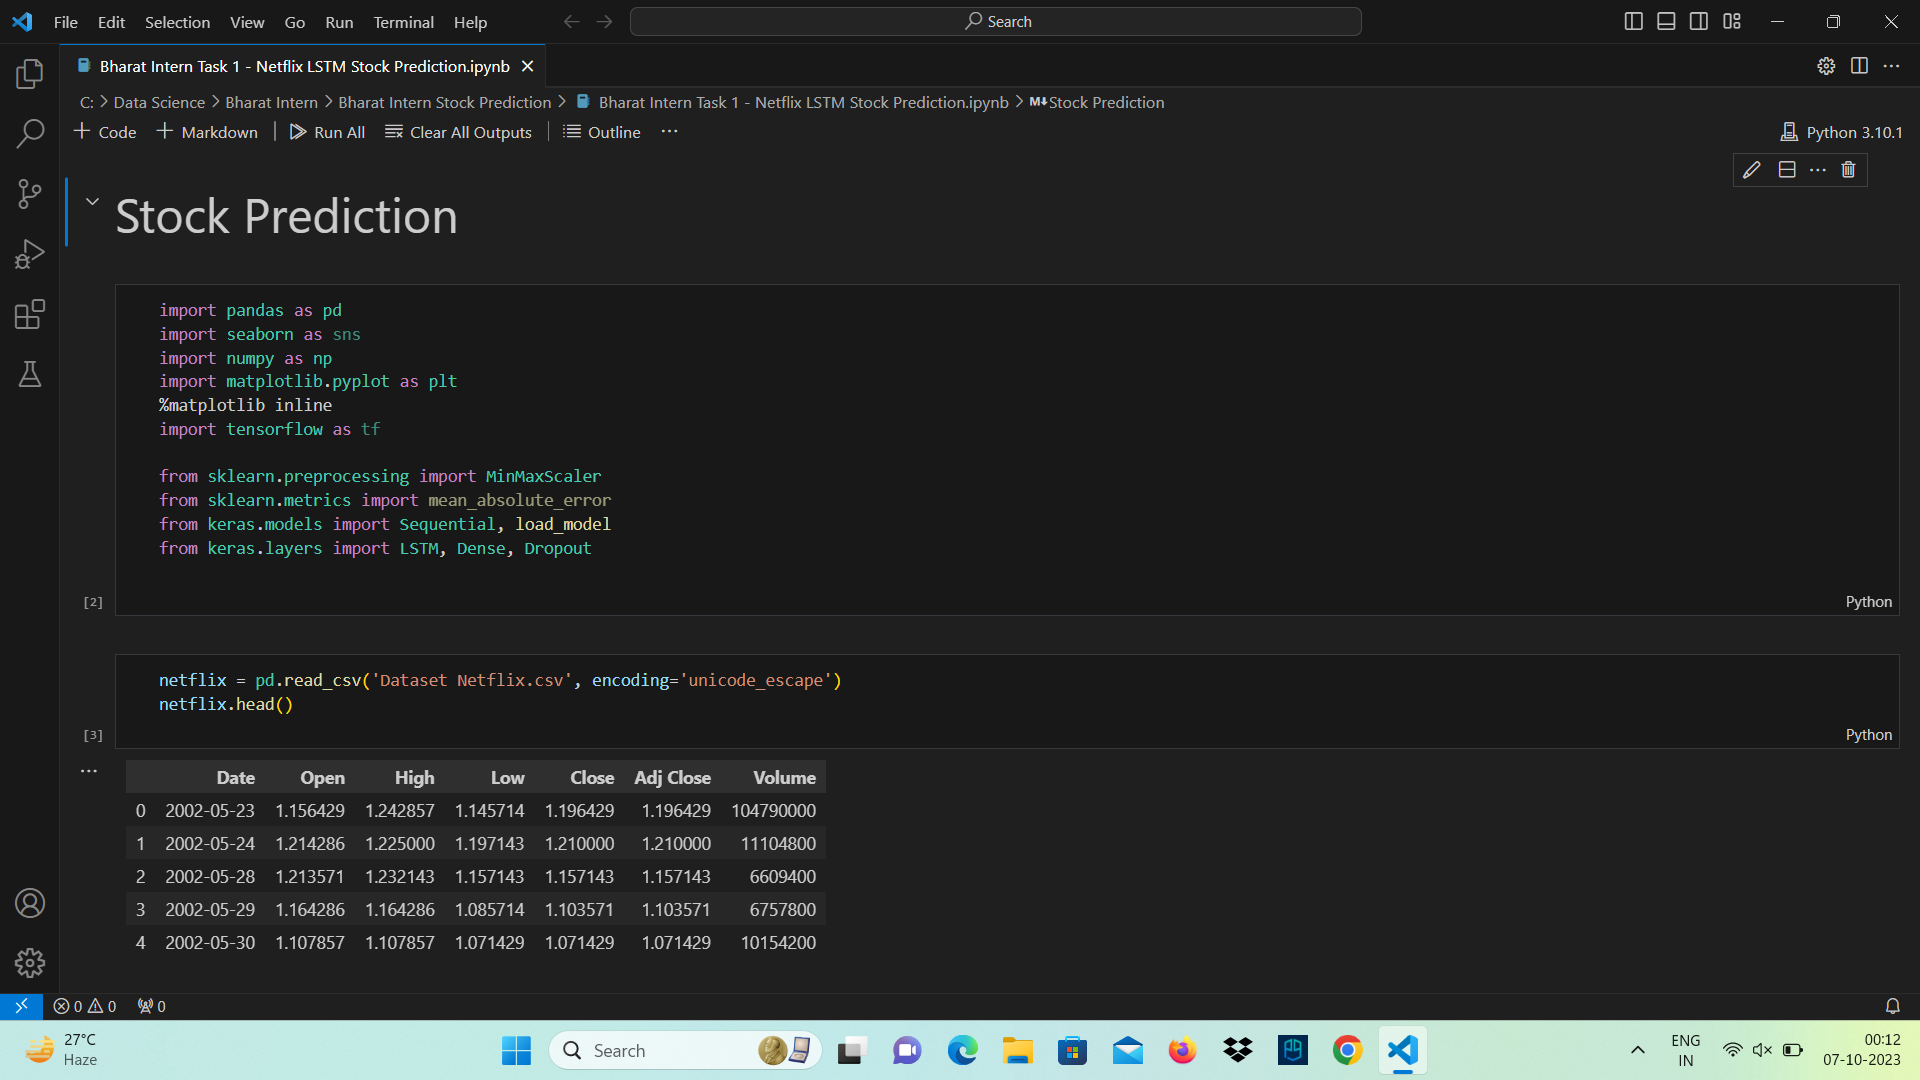 File Edit Selection View Go Run Terminal Help Search
Bharat Intern Task 1 - Netflix LSTM Stock Prediction.ipynb
C: > Data Science > Bharat Intern > Bharat Intern Stock Prediction > Bharat Intern Task 1 - Netflix LSTM Stock Prediction.ipynb > M↓Stock Prediction
+ Code + Markdown | Run All Clear All Outputs | Outline ... Python 3.10.1
Stock Prediction
import pandas as pd
import seaborn as sns
import numpy as np
import matplotlib.pyplot as plt
%matplotlib inline
import tensorflow as tf
from sklearn.preprocessing import MinMaxScaler
from sklearn.metrics import mean_absolute_error
from keras.models import Sequential, load_model
from keras.layers import LSTM, Dense, Dropout
[2] Python
netflix = pd.read_csv('Dataset Netflix.csv', encoding='unicode_escape')
netflix.head()
[3] Python
... Date Open High Low Close Adj Close Volume
0 2002-05-23 1.156429 1.242857 1.145714 1.196429 1.196429 104790000
1 2002-05-24 1.214286 1.225000 1.197143 1.210000 1.210000 11104800
2 2002-05-28 1.213571 1.232143 1.157143 1.157143 1.157143 6609400
3 2002-05-29 1.164286 1.164286 1.085714 1.103571 1.103571 6757800
4 2002-05-30 1.107857 1.107857 1.071429 1.071429 1.071429 10154200
0 0 0
27°C
Haze
Search
ENG
IN
00:12
07-10-2023